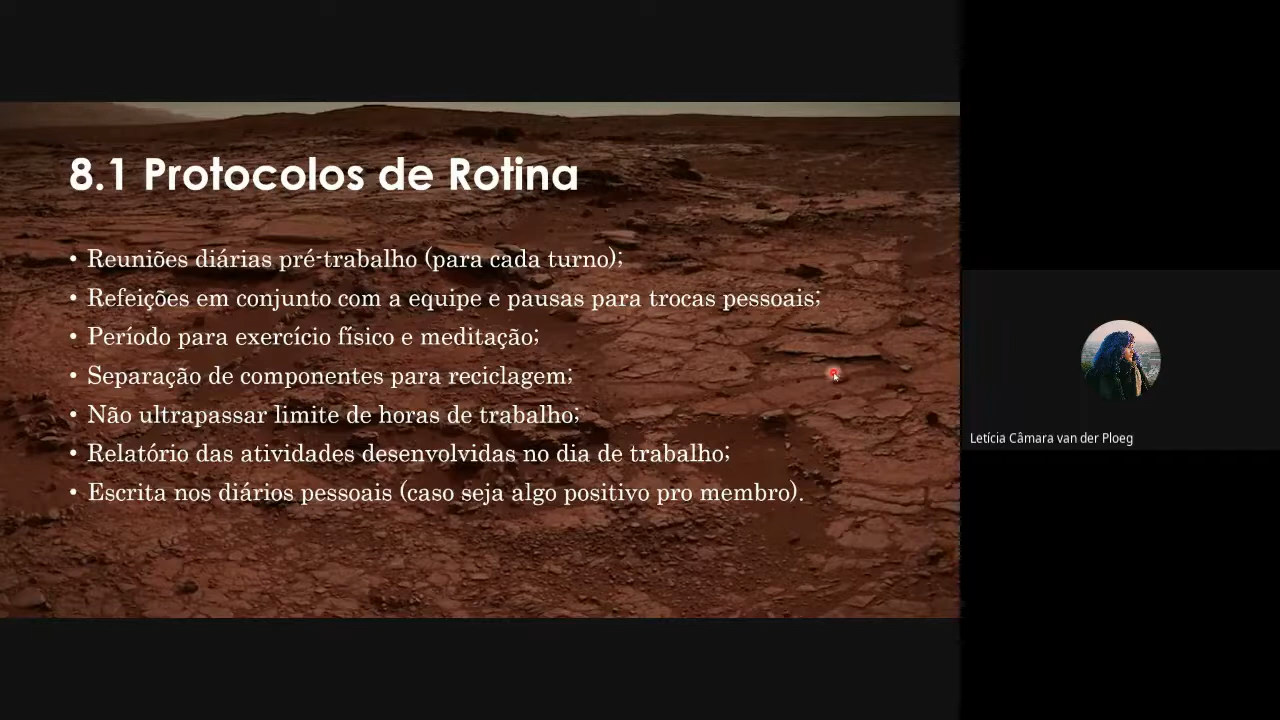 8.1 Protocolos de Rotina
• Reuniões diárias pré-trabalho (para cada turno);
• Refeições em conjunto com a equipe e pausas para trocas pessoais;
• Período para exercício físico e meditação;
• Separação de componentes para reciclagem;
• Não ultrapassar limite de horas de trabalho;
• Relatório das atividades desenvolvidas no dia de trabalho;
• Escrita nos diários pessoais (caso seja algo positivo pro membro).
Letícia Câmara van der Ploeg